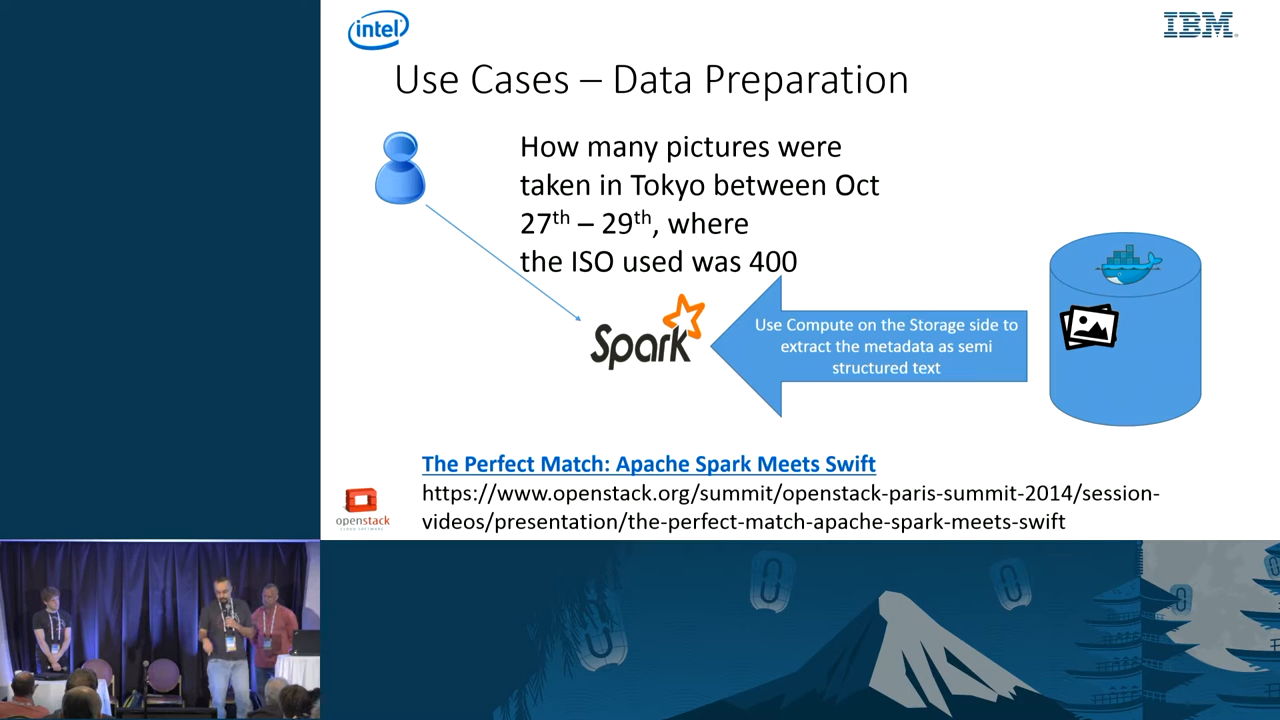 intel
IBM
Use Cases – Data Preparation
How many pictures were
taken in Tokyo between Oct
27th – 29th, where
the ISO used was 400
Spark
Use Compute on the Storage side to
extract the metadata as semi
structured text
The Perfect Match: Apache Spark Meets Swift
https://www.openstack.org/summit/openstack-paris-summit-2014/session-
videos/presentation/the-perfect-match-apache-spark-meets-swift
openstack
CLOUD SOFTWARE